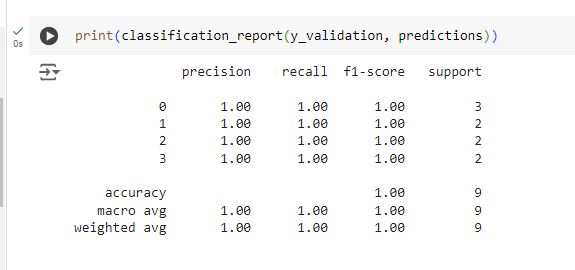 print(classification_report(y_validation, predictions))
0s
precision recall f1-score support
0 1.00 1.00 1.00 3
1 1.00 1.00 1.00 2
2 1.00 1.00 1.00 2
3 1.00 1.00 1.00 2
accuracy 1.00 9
macro avg 1.00 1.00 1.00 9
weighted avg 1.00 1.00 1.00 9